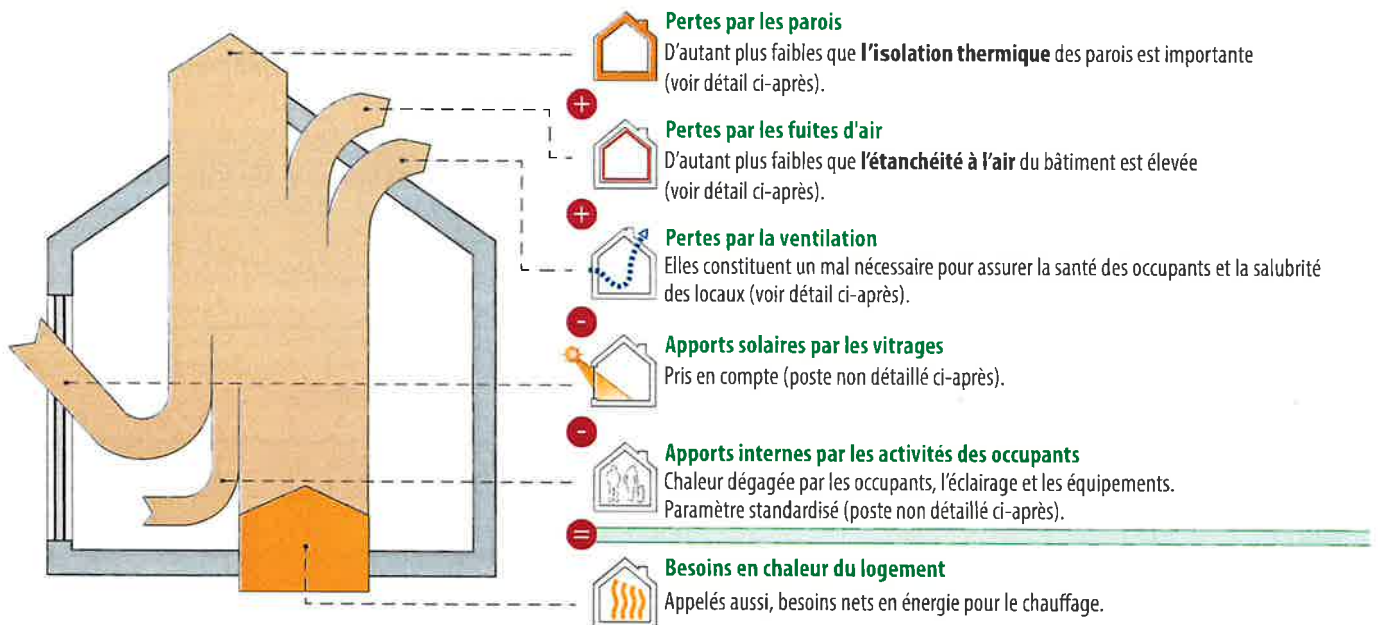 Pertes par les parois
D'autant plus faibles que l'isolation thermique des parois est importante
(voir détail ci-après).
+
Pertes par les fuites d'air
D'autant plus faibles que l'étanchéité à l'air du bâtiment est élevée
(voir détail ci-après).
+
Pertes par la ventilation
Elles constituent un mal nécessaire pour assurer la santé des occupants et la salubrité
des locaux (voir détail ci-après).
-
Apports solaires par les vitrages
Pris en compte (poste non détaillé ci-après).
-
Apports internes par les activités des occupants
Chaleur dégagée par les occupants, l'éclairage et les équipements.
Paramètre standardisé (poste non détaillé ci-après).
=
Besoins en chaleur du logement
Appelés aussi, besoins nets en énergie pour le chauffage.